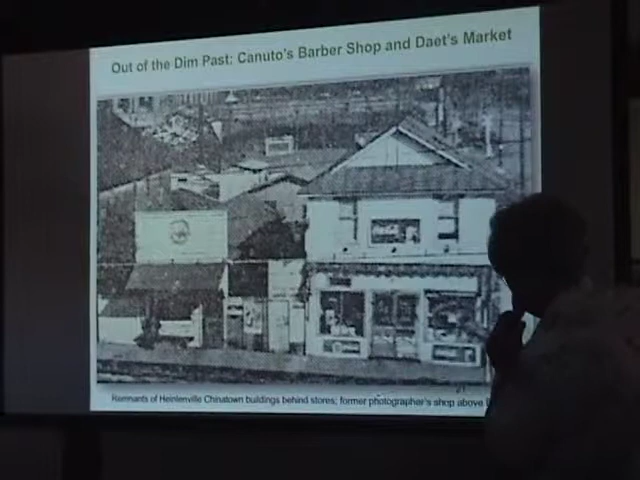 Out of the Dim Past: Canuto's Barber Shop and Daet's Market
Remnants of Heinlenville Chinatown buildings behind stores; former photographer's shop above